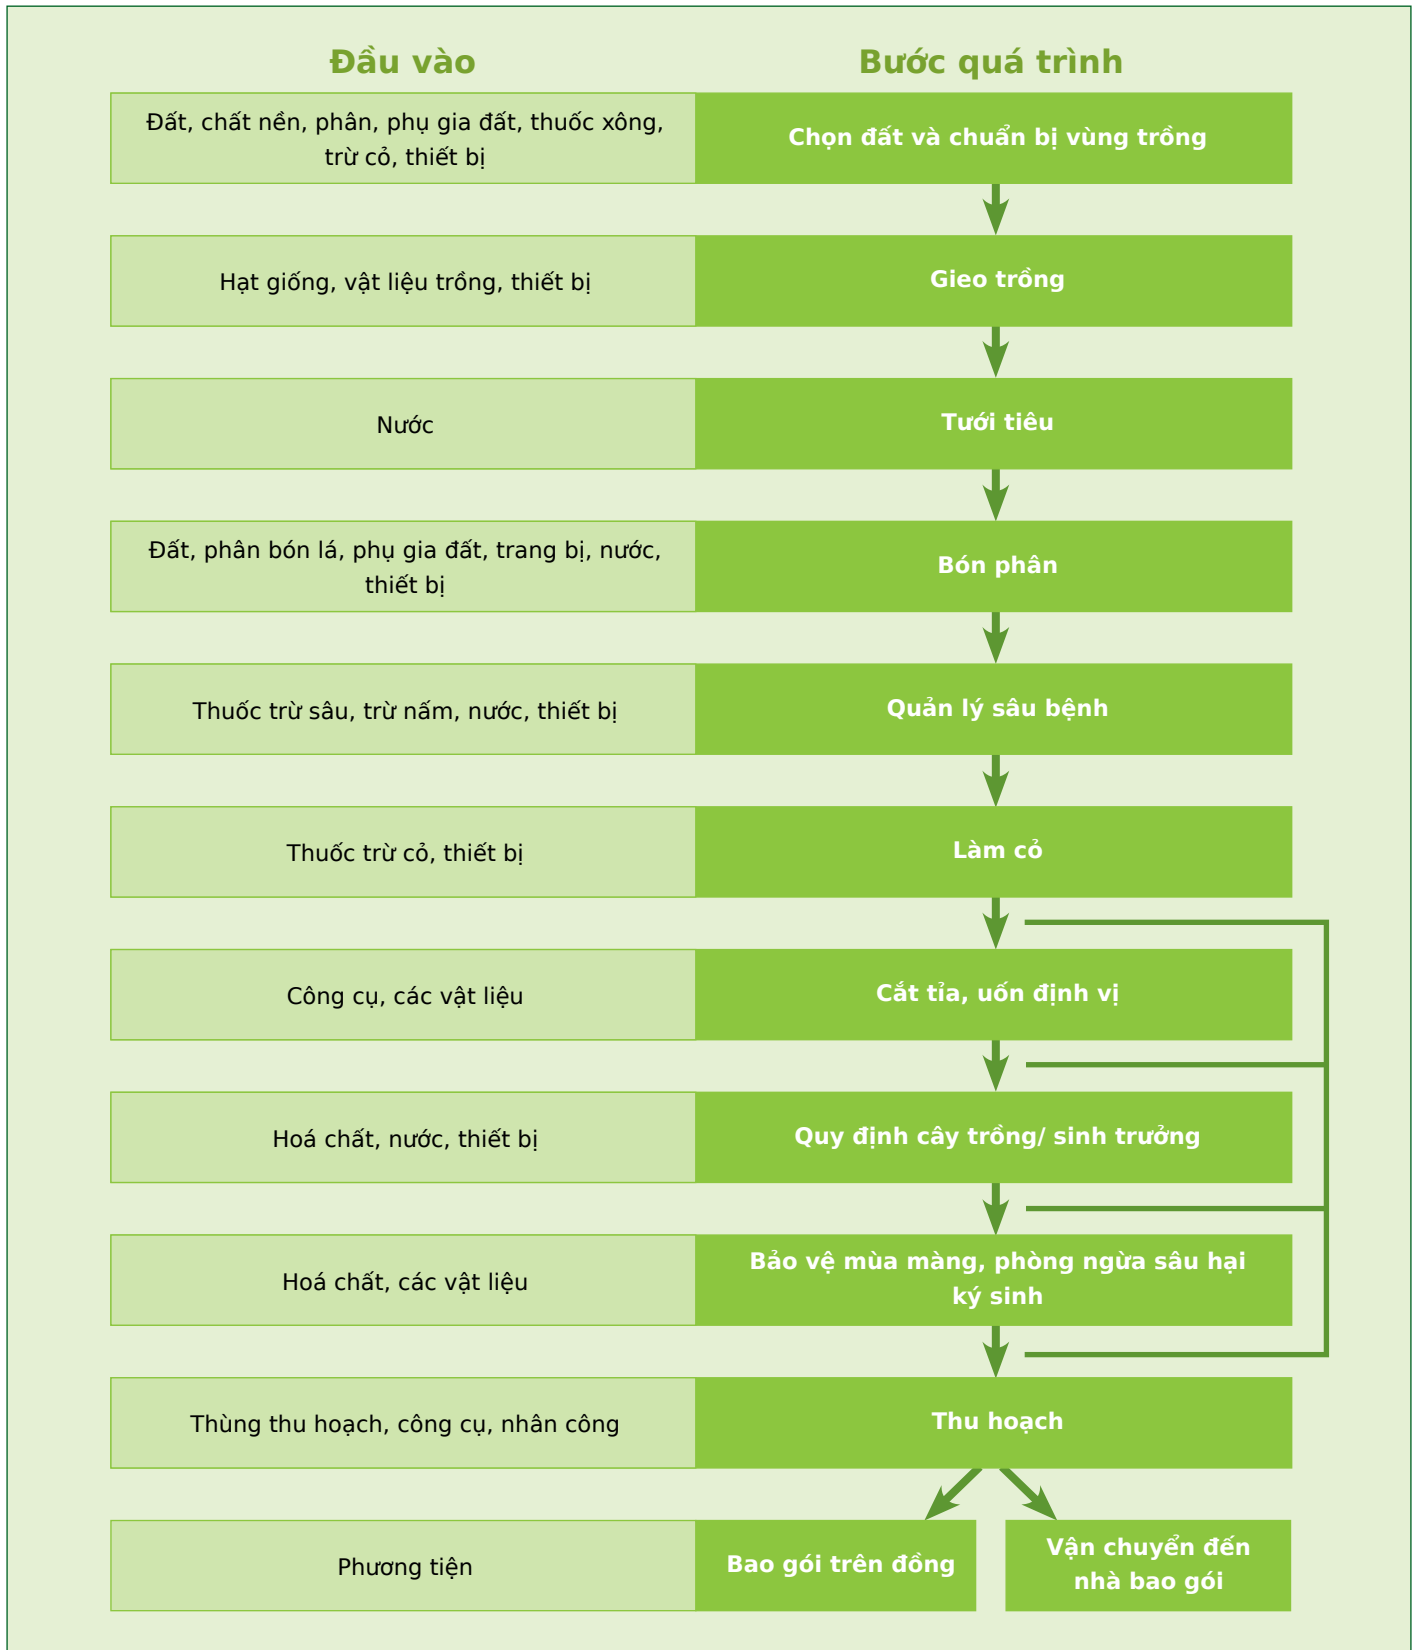 Đầu vào
Bước quá trình
Đất, chất nền, phân, phụ gia đất, thuốc xông,
trừ cỏ, thiết bị
Chọn đất và chuẩn bị vùng trồng
Hạt giống, vật liệu trồng, thiết bị
Gieo trồng
Nước
Tưới tiêu
Đất, phân bón lá, phụ gia đất, trang bị, nước,
thiết bị
Bón phân
Thuốc trừ sâu, trừ nấm, nước, thiết bị
Quản lý sâu bệnh
Thuốc trừ cỏ, thiết bị
Làm cỏ
Công cụ, các vật liệu
Cắt tỉa, uốn định vị
Hoá chất, nước, thiết bị
Quy định cây trồng/ sinh trưởng
Hoá chất, các vật liệu
Bảo vệ mùa màng, phòng ngừa sâu hại
ký sinh
Thùng thu hoạch, công cụ, nhân công
Thu hoạch
Phương tiện
Bao gói trên đồng
Vận chuyển đến
nhà bao gói